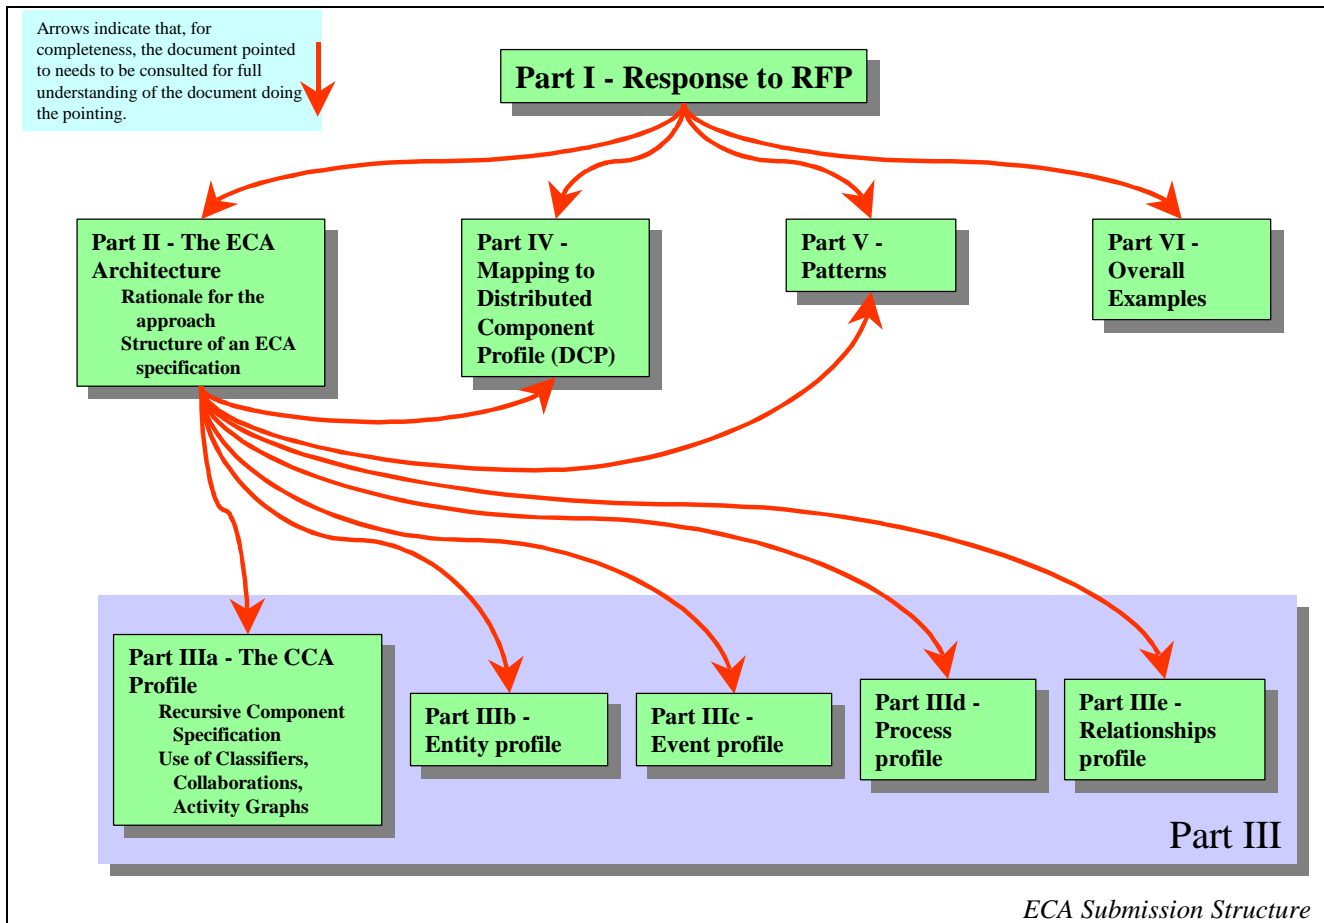 Arrows indicate that, for
completeness, the document pointed
to needs to be consulted for full
understanding of the document doing
the pointing.
Part I - Response to RFP
Part II - The ECA
Architecture
Rationale for the
approach
Structure of an ECA
specification
Part IV -
Mapping to
Distributed
Component
Profile (DCP)
Part V -
Patterns
Part VI -
Overall
Examples
Part IIIa - The CCA
Profile
Recursive Component
Specification
Use of Classifiers,
Collaborations,
Activity Graphs
Part IIIb -
Entity profile
Part IIIc -
Event profile
Part IIId -
Process
profile
Part IIIe -
Relationships
profile
Part III
ECA Submission Structure